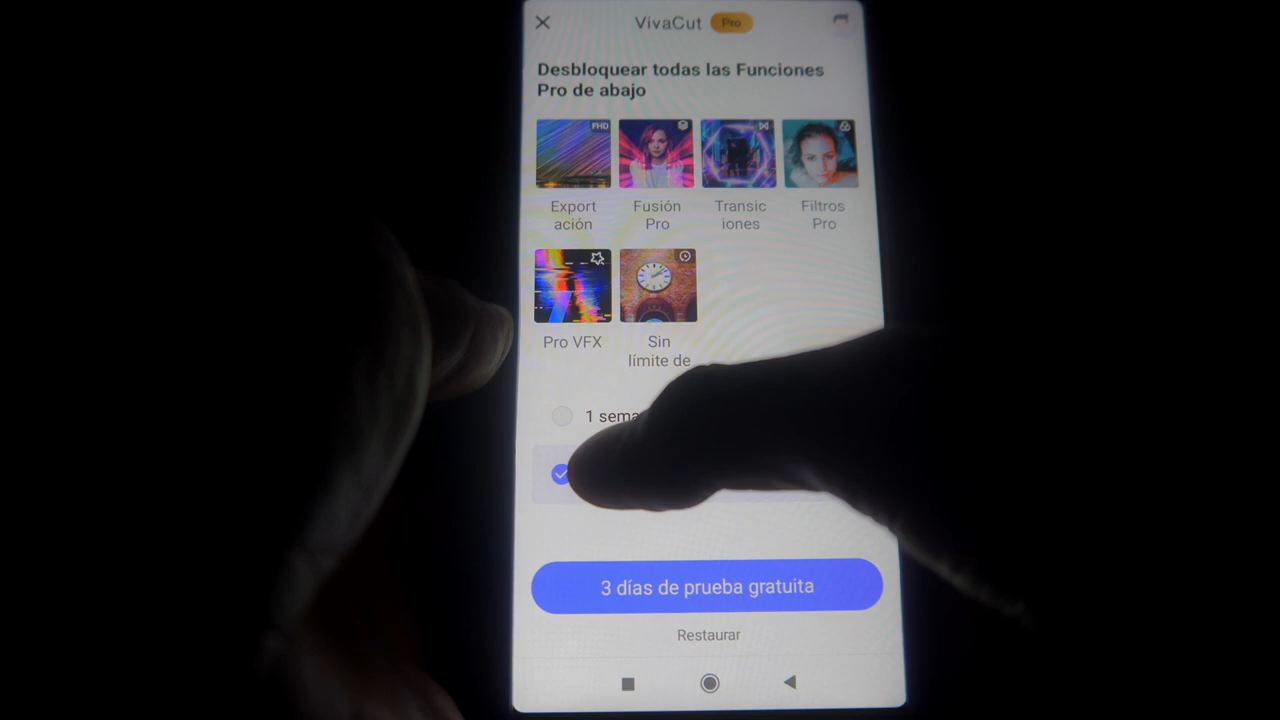 VivaCut Pro
Desbloquear todas las Funciones
Pro de abajo
FHD
Export
ación
Fusión
Pro
Transic
iones
Filtros
Pro
Pro VFX
Sin
límite de
1 sema
3 días de prueba gratuita
Restaurar